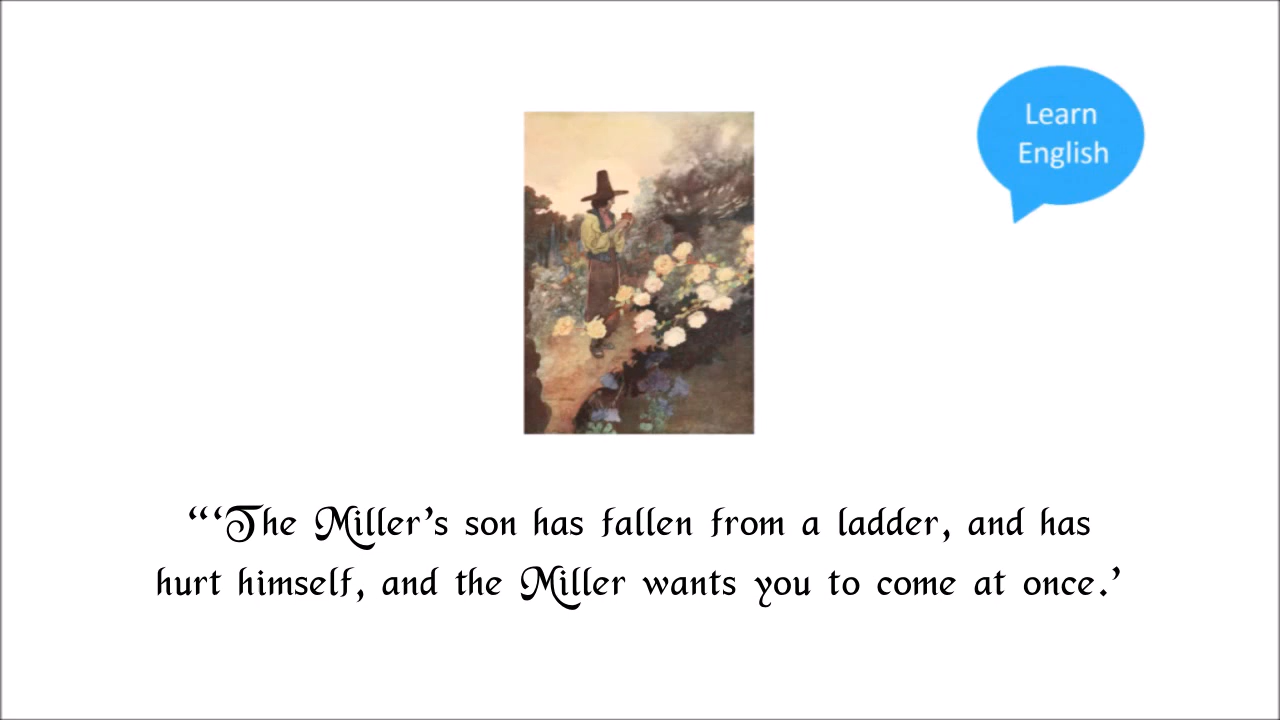 Learn
English
“‘The Miller’s son has fallen from a ladder, and has
hurt himself, and the Miller wants you to come at once.’